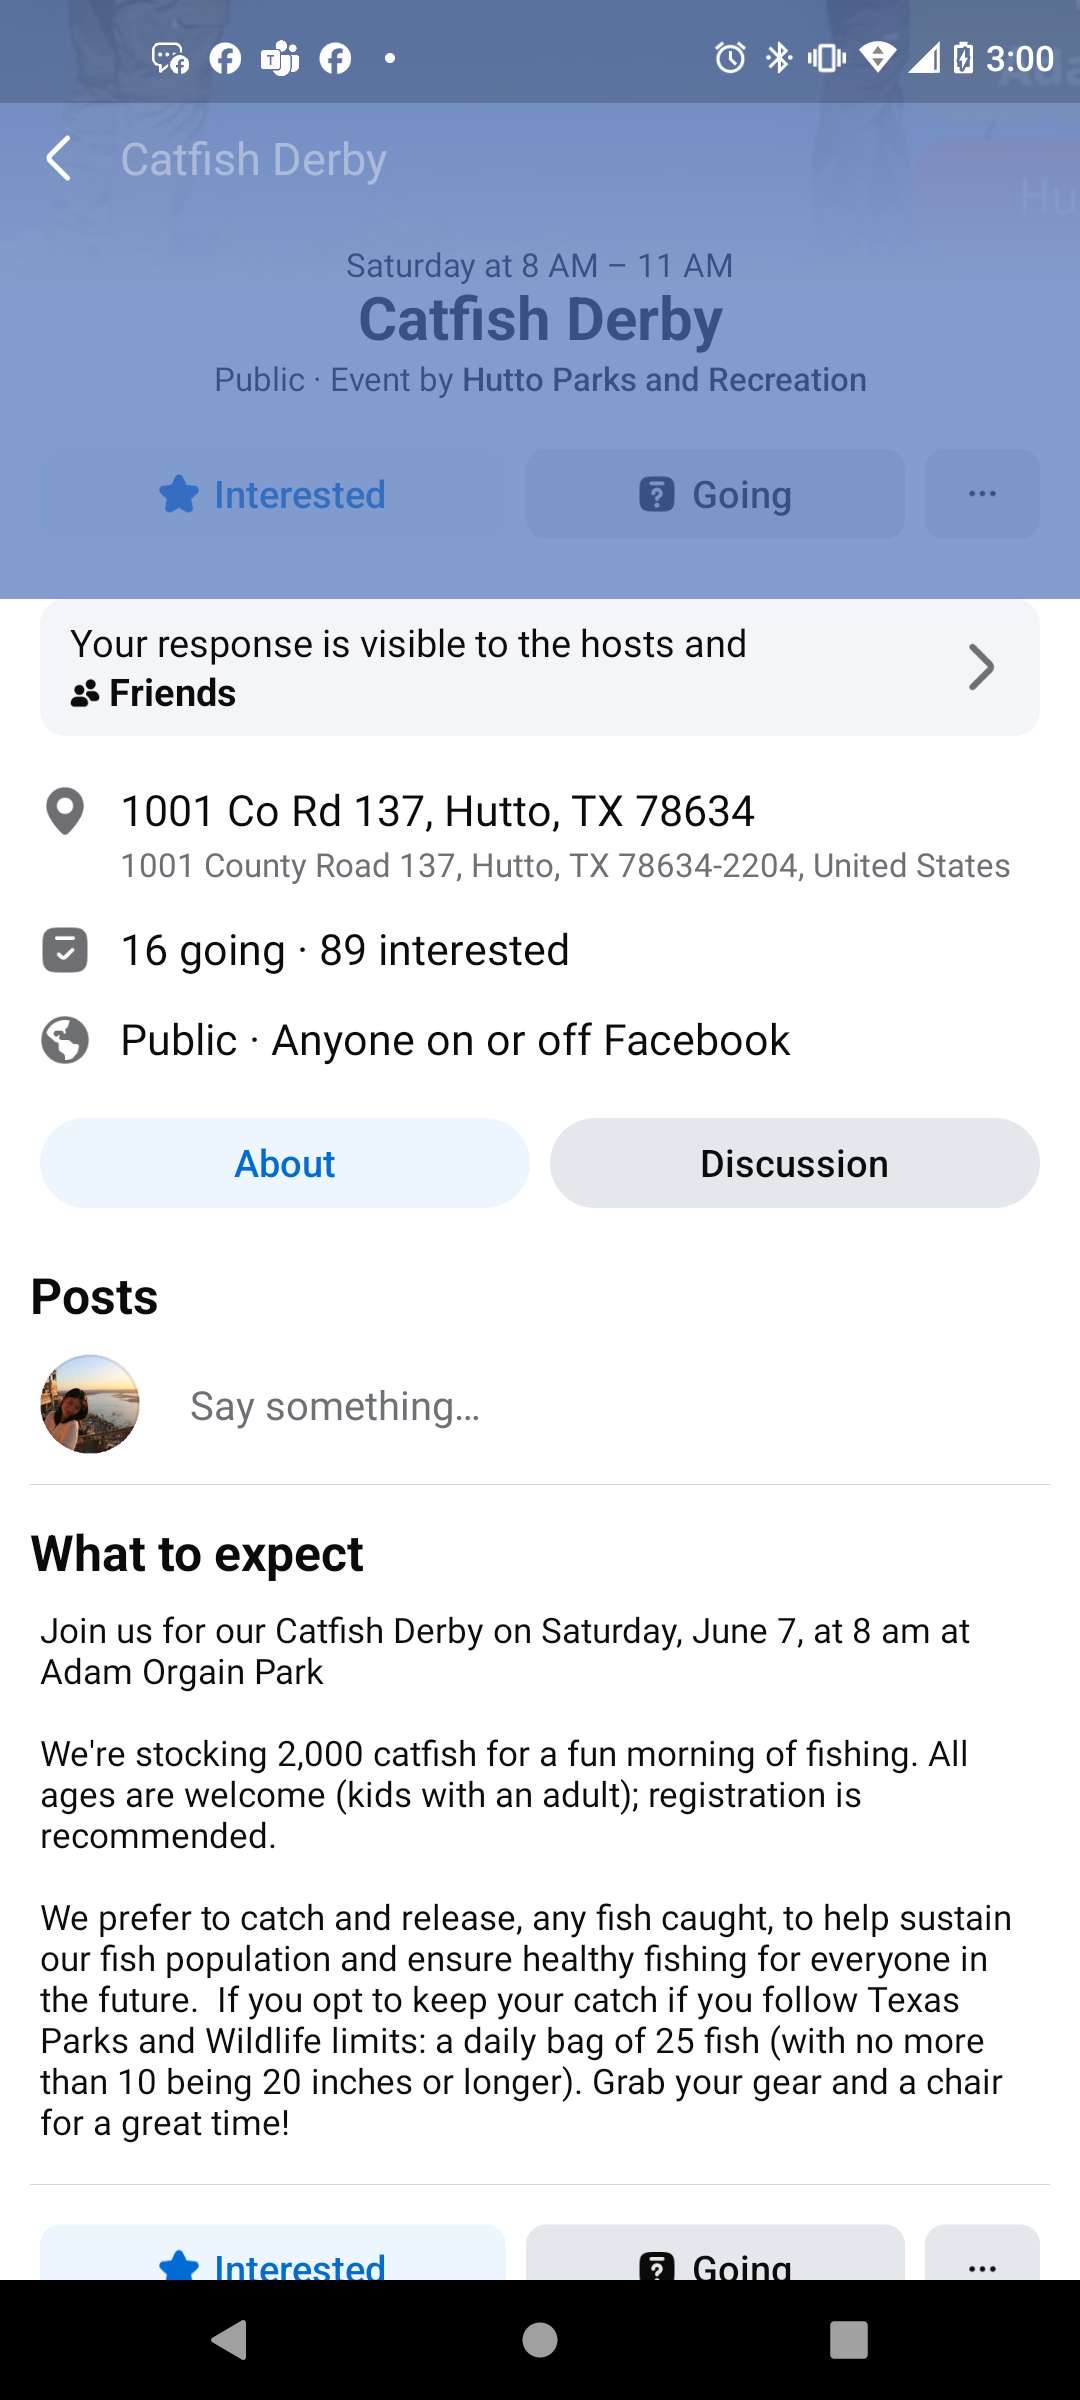 3:00
Catfish Derby
Hu
Saturday at 8 AM – 11 AM
Catfish Derby
Public · Event by Hutto Parks and Recreation
Interested
Going
Your response is visible to the hosts and
Friends
1001 Co Rd 137, Hutto, TX 78634
1001 County Road 137, Hutto, TX 78634-2204, United States
16 going · 89 interested
Public · Anyone on or off Facebook
About
Discussion
Posts
Say something...
What to expect
Join us for our Catfish Derby on Saturday, June 7, at 8 am at
Adam Orgain Park
We're stocking 2,000 catfish for a fun morning of fishing. All
ages are welcome (kids with an adult); registration is
recommended.
We prefer to catch and release, any fish caught, to help sustain
our fish population and ensure healthy fishing for everyone in
the future.  If you opt to keep your catch if you follow Texas
Parks and Wildlife limits: a daily bag of 25 fish (with no more
than 10 being 20 inches or longer). Grab your gear and a chair
for a great time!
Interested
Going